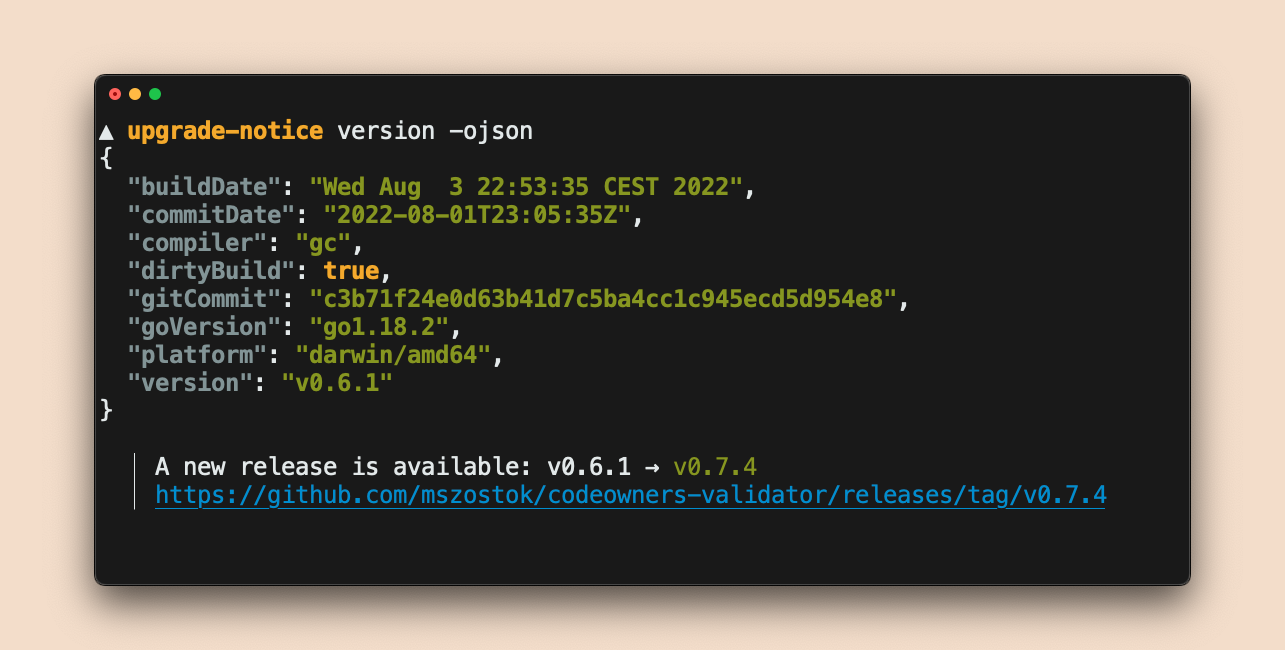 ▲ upgrade-notice version -ojson
{
  "buildDate": "Wed Aug  3 22:53:35 CEST 2022",
  "commitDate": "2022-08-01T23:05:35Z",
  "compiler": "gc",
  "dirtyBuild": true,
  "gitCommit": "c3b71f24e0d63b41d7c5ba4cc1c945ecd5d954e8",
  "goVersion": "go1.18.2",
  "platform": "darwin/amd64",
  "version": "v0.6.1"
}
A new release is available: v0.6.1 → v0.7.4
https://github.com/mszostok/codeowners-validator/releases/tag/v0.7.4